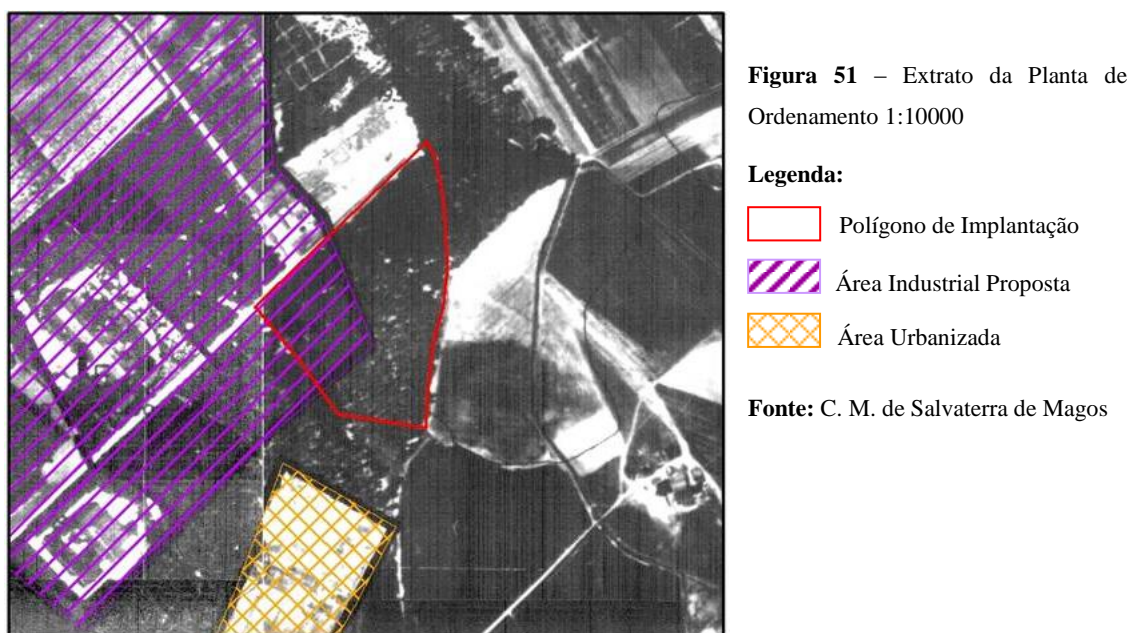 Figura 51 – Extrato da Planta de
Ordenamento 1:10000
Legenda:
Polígono de Implantação
Área Industrial Proposta
Área Urbanizada
Fonte: C. M. de Salvaterra de Magos